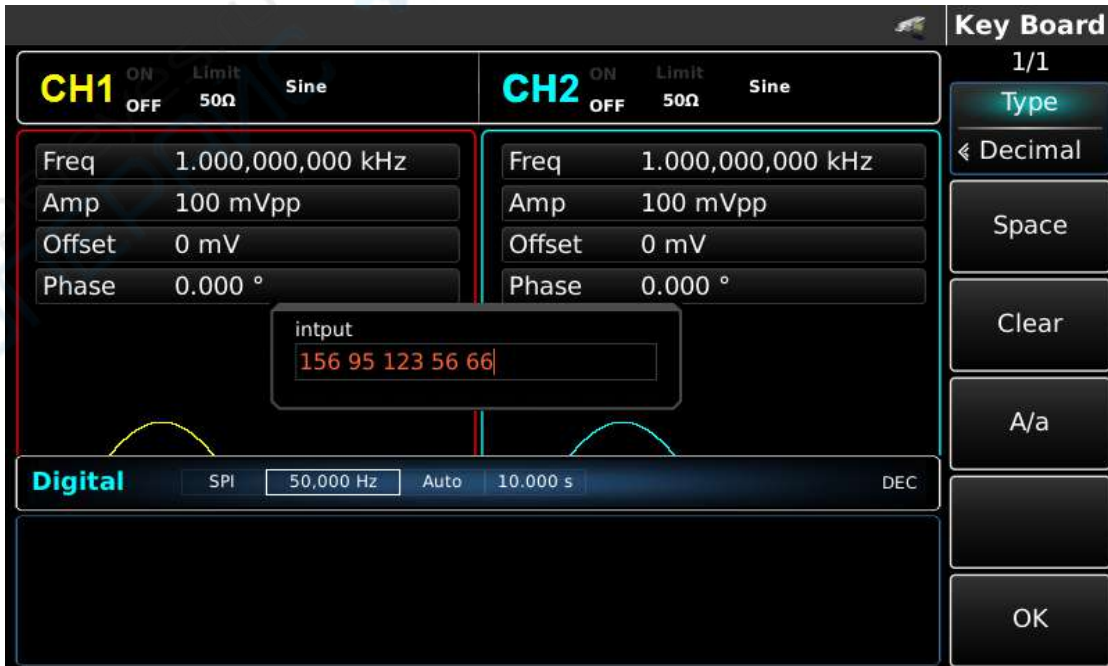 Key Board
1/1
CH1 ON OFF Limit 50Ω Sine
CH2 ON OFF Limit 50Ω Sine
Type
« Decimal
Freq 1.000,000,000 kHz
Amp 100 mVpp
Offset 0 mV
Phase 0.000 °
Freq 1.000,000,000 kHz
Amp 100 mVpp
Offset 0 mV
Phase 0.000 °
Space
intput
156 95 123 56 66
Clear
A/a
Digital SPI 50,000 Hz Auto 10.000 s DEC
OK